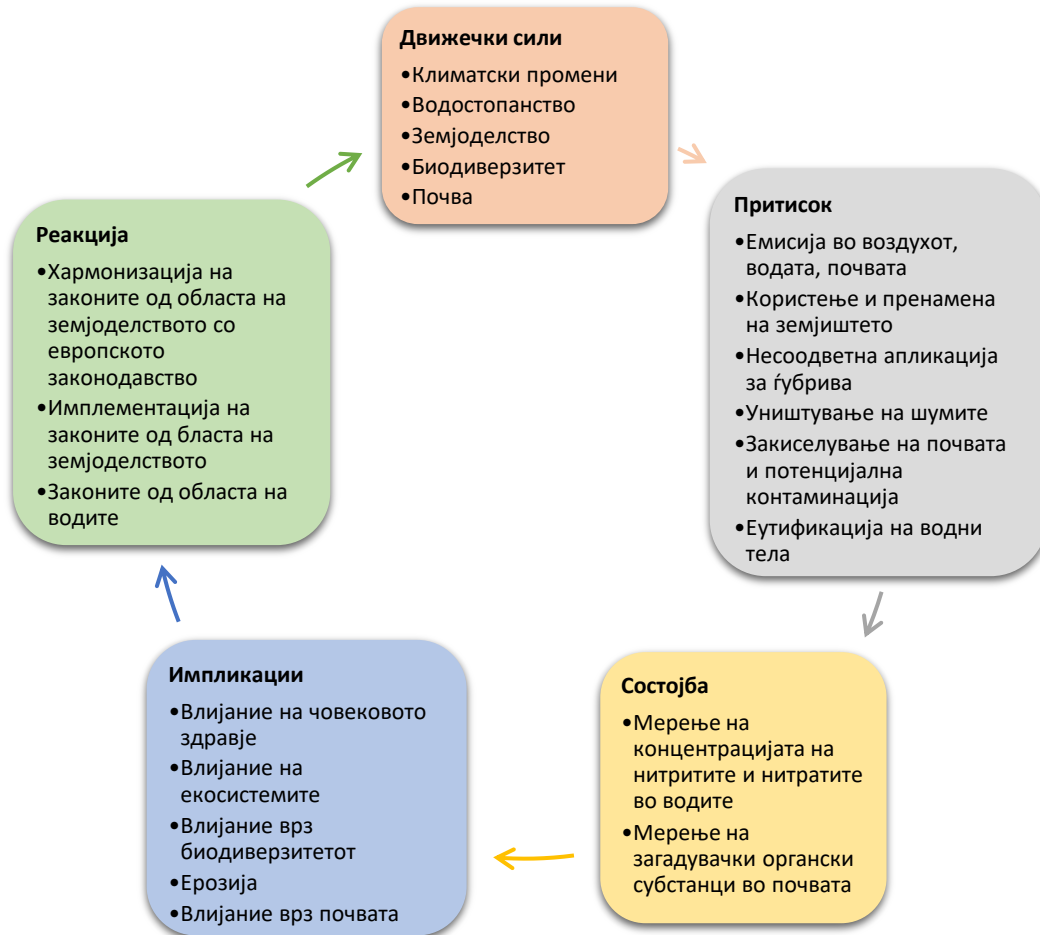 Движечки сили
•Климатски промени
•Водостопанство
•Земјоделство
•Биодиверзитет
•Почва
Притисок
•Емисија во воздухот,
водата, почвата
•Користење и пренамена
на земјиштето
•Несоодветна апликација
за ѓубрива
•Уништување на шумите
•Закиселување на почвата
и потенцијална
контаминација
•Еутификација на водни
тела
Состојба
•Мерење на
концентрацијата на
нитритите и нитратите
во водите
•Мерење на
загадувачки органски
субстанци во почвата
Импликации
•Влијание на човековото
здравје
•Влијание на
екосистемите
•Влијание врз
биодиверзитетот
•Ерозија
•Влијание врз почвата
Реакција
•Хармонизација на
законите од област на
земјоделството со
европското
законодавство
•Имплементација на
законите од бласта на
земјоделството
•Законите од областа на
водите